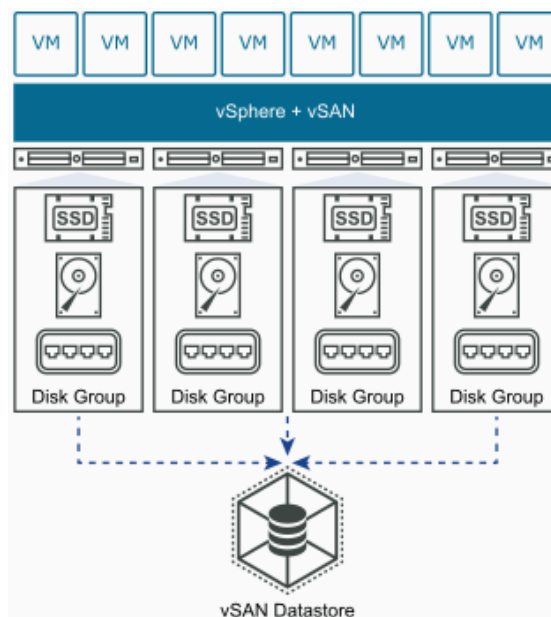 VM VM VM VM VM VM VM VM
vSphere + vSAN
SSD SSD SSD SSD
Disk Group Disk Group Disk Group Disk Group
vSAN Datastore